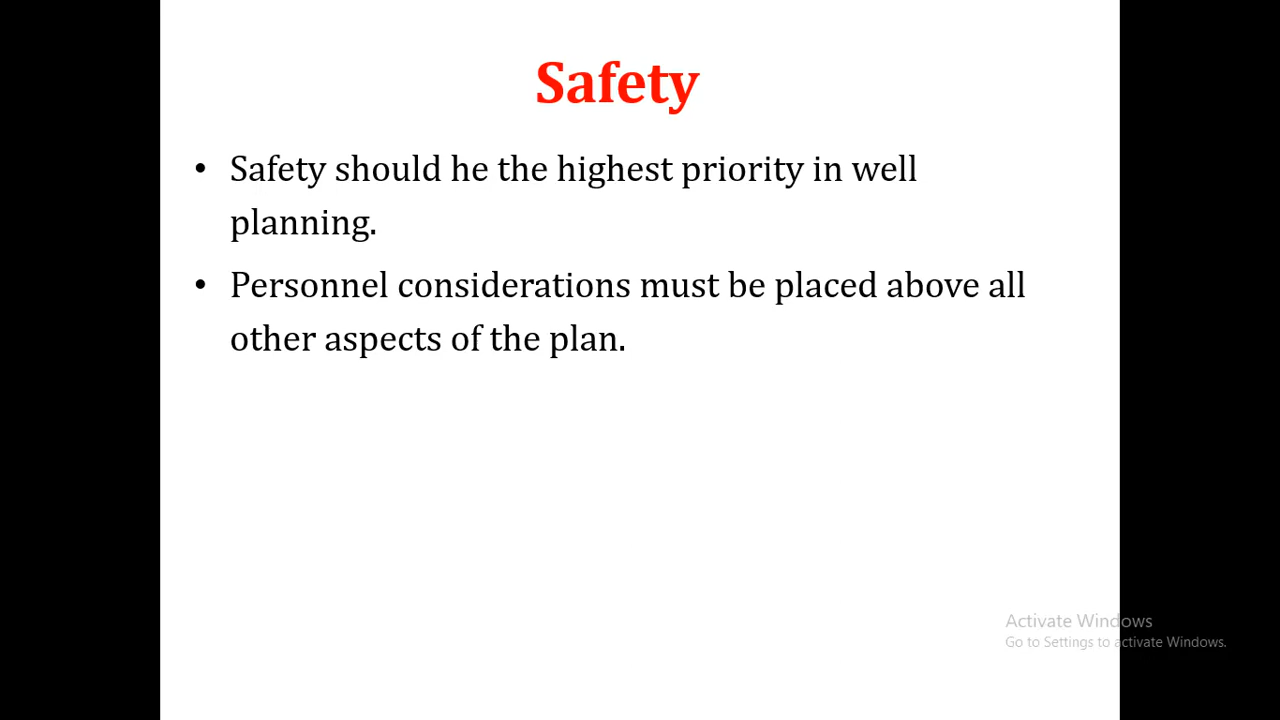 Safety
• Safety should he the highest priority in well
planning.
• Personnel considerations must be placed above all
other aspects of the plan.
Activate Windows
Go to Settings to activate Windows.